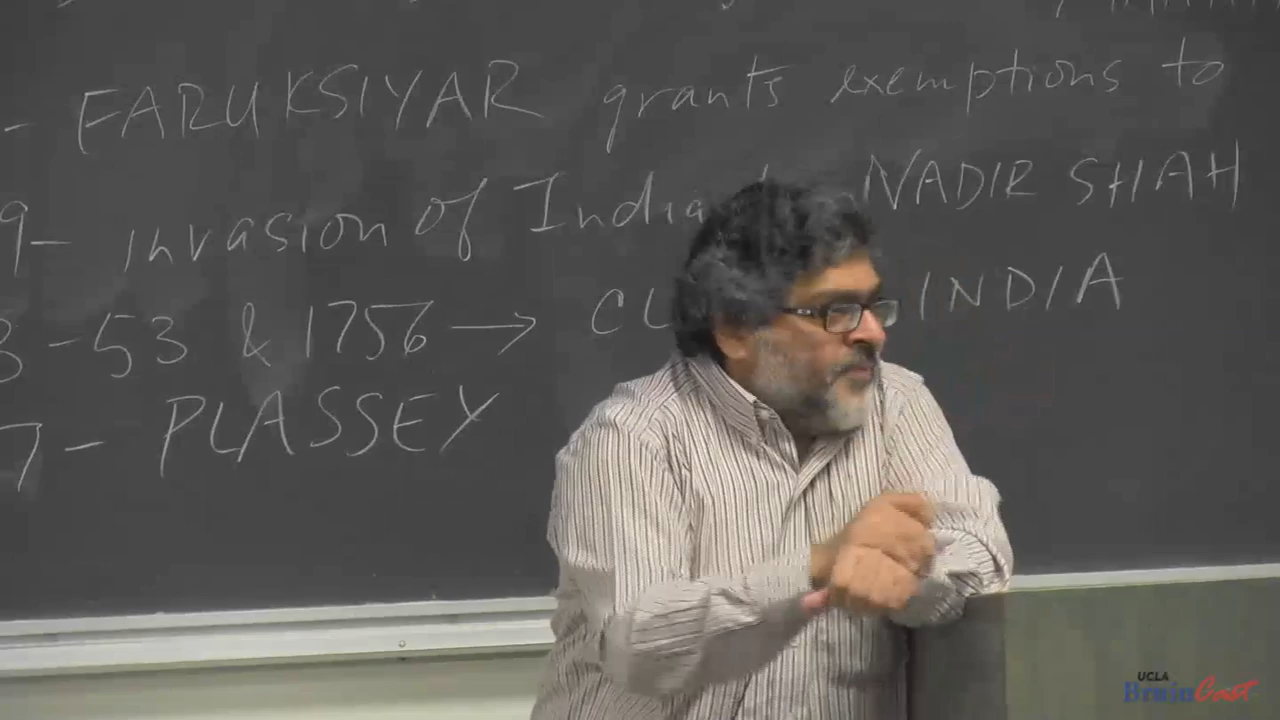 - FARUKSIYAR grants exemptions to
9- invasion of India NADIR SHAH
3 -53 & 1756 → CL INDIA
7- PLASSEY
UCLA
BruinCast